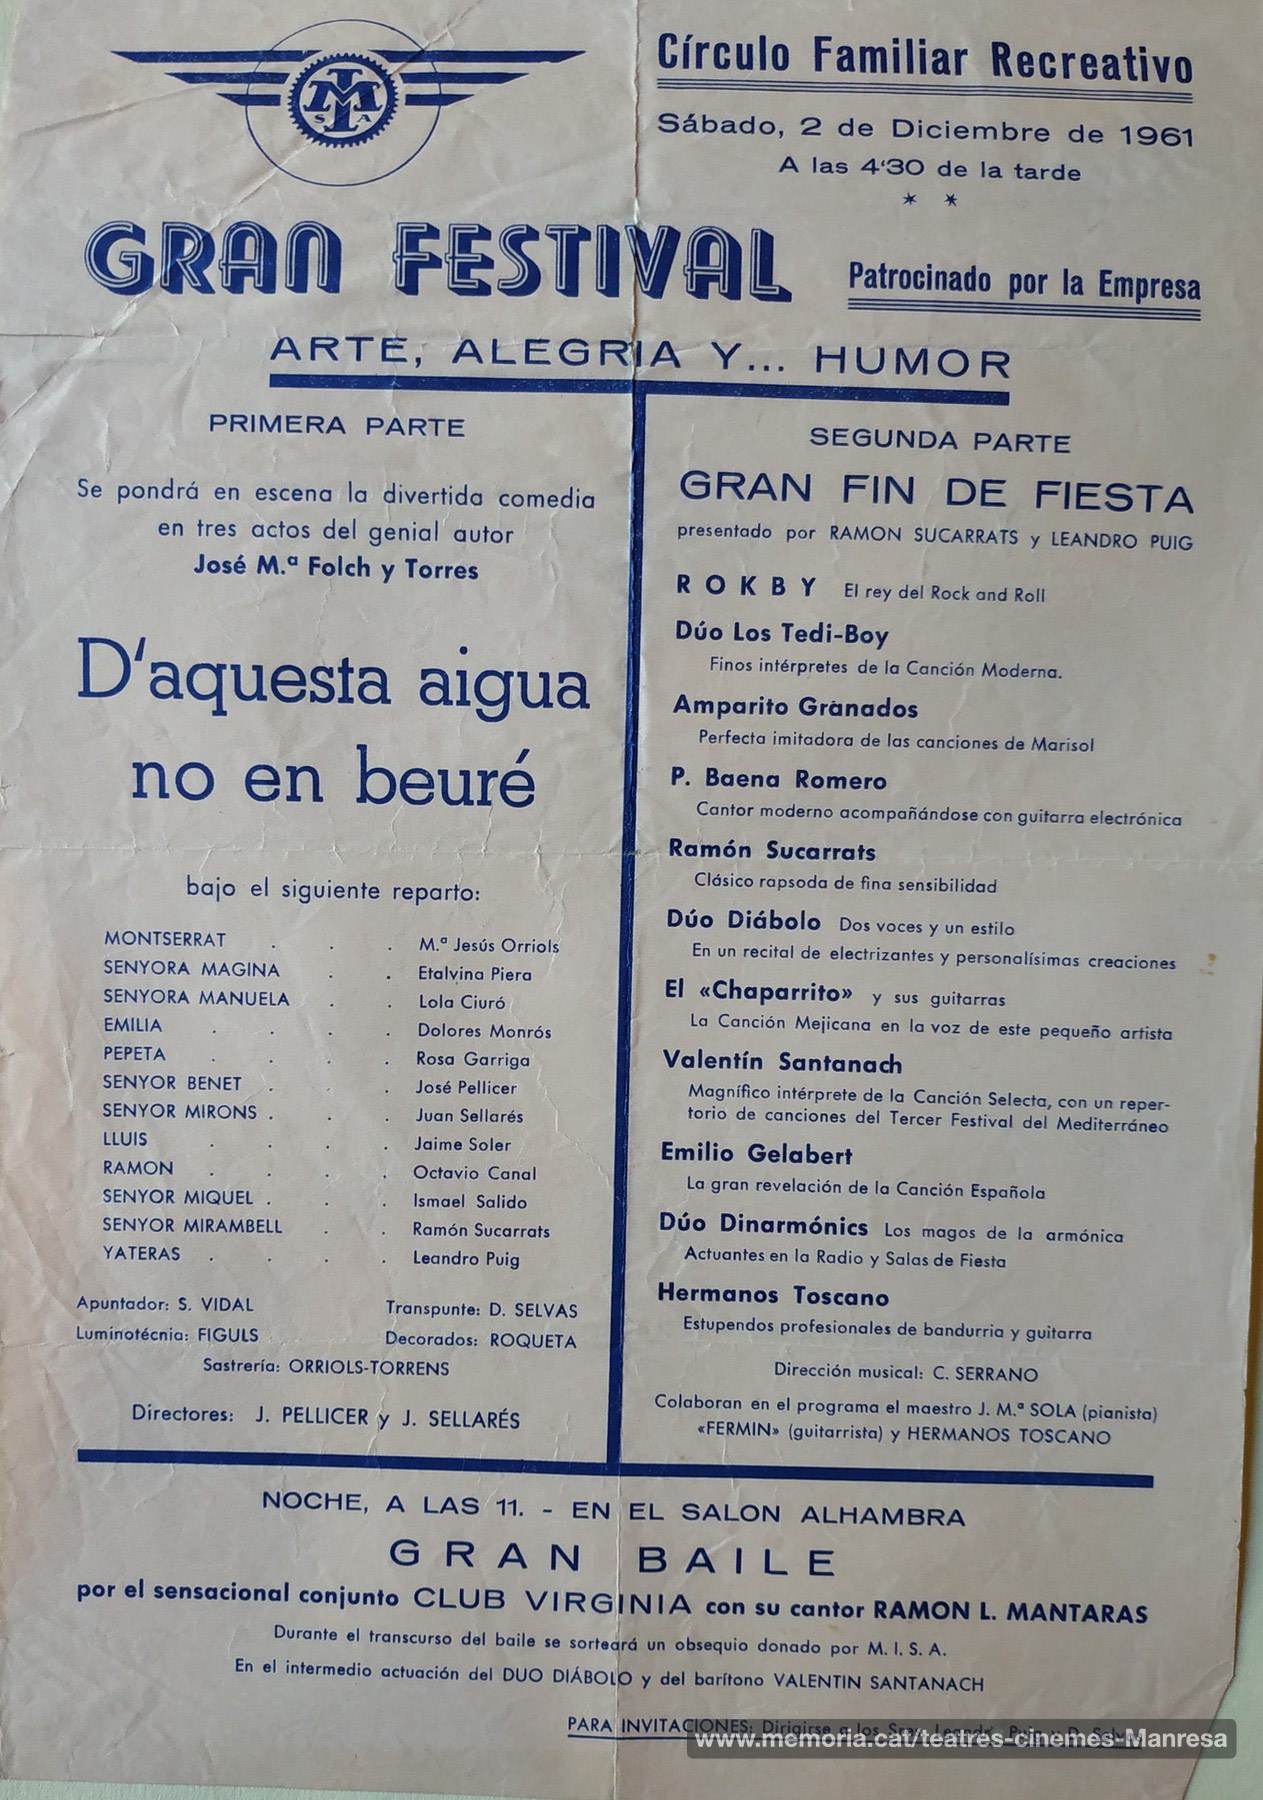 M I S A
Círculo Familiar Recreativo
Sábado, 2 de Diciembre de 1961
A las 4'30 de la tarde
* *
GRAN FESTIVAL
Patrocinado por la Empresa
ARTE, ALEGRIA Y... HUMOR
PRIMERA PARTE
Se pondrá en escena la divertida comedia
en tres actos del genial autor
José M.ª Folch y Torres
D'aquesta aigua
no en beuré
bajo el siguiente reparto:
MONTSERRAT . . . M.ª Jesús Orriols
SENYORA MAGINA . . Etalvina Piera
SENYORA MANUELA . . Lola Ciuró
EMILIA . . . . Dolores Monrós
PEPETA . . . . Rosa Garriga
SENYOR BENET . . . José Pellicer
SENYOR MIRONS . . . Juan Sellarés
LLUIS . . . . Jaime Soler
RAMON . . . . Octavio Canal
SENYOR MIQUEL . . . Ismael Salido
SENYOR MIRAMBELL . . Ramón Sucarrats
YATERAS . . . . Leandro Puig
Apuntador: S. VIDAL Transpunte: D. SELVAS
Luminotécnia: FIGULS Decorados: ROQUETA
Sastrería: ORRIOLS-TORRENS
Directores: J. PELLICER y J. SELLARÉS
SEGUNDA PARTE
GRAN FIN DE FIESTA
presentado por RAMON SUCARRATS y LEANDRO PUIG
ROKBY El rey del Rock and Roll
Dúo Los Tedi-Boy
Finos intérpretes de la Canción Moderna.
Amparito Granados
Perfecta imitadora de las canciones de Marisol
P. Baena Romero
Cantor moderno acompañándose con guitarra electrónica
Ramón Sucarrats
Clásico rapsoda de fina sensibilidad
Dúo Diábolo Dos voces y un estilo
En un recital de electrizantes y personalísimas creaciones
El «Chaparrito» y sus guitarras
La Canción Mejicana en la voz de este pequeño artista
Valentín Santanach
Magnífico intérprete de la Canción Selecta, con un reper-
torio de canciones del Tercer Festival del Mediterráneo
Emilio Gelabert
La gran revelación de la Canción Española
Dúo Dinarmónics Los magos de la armónica
Actuantes en la Radio y Salas de Fiesta
Hermanos Toscano
Estupendos profesionales de bandurria y guitarra
Dirección musical: C. SERRANO
Colaboran en el programa el maestro J. M.ª SOLA (pianista)
«FERMIN» (guitarrista) y HERMANOS TOSCANO
NOCHE, A LAS 11. - EN EL SALON ALHAMBRA
GRAN BAILE
por el sensacional conjunto CLUB VIRGINIA con su cantor RAMON L. MANTARAS
Durante el transcurso del baile se sorteará un obsequio donado por M. I. S. A.
En el intermedio actuación del DUO DIÁBOLO y del barítono VALENTIN SANTANACH
PARA INVITACIONES: Dirigirse a los Sres. Puig y D.
www.memoria.cat/teatres-cinemes-Manresa